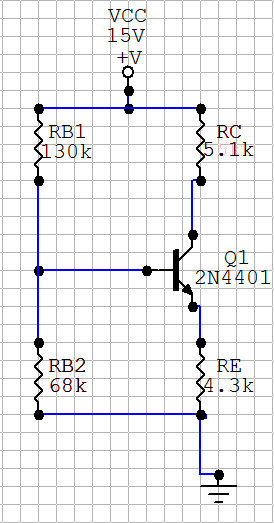 VCC
15V
+V
RB1
130k
RC
5.1k
Q1
2N4401
RB2
68k
RE
4.3k